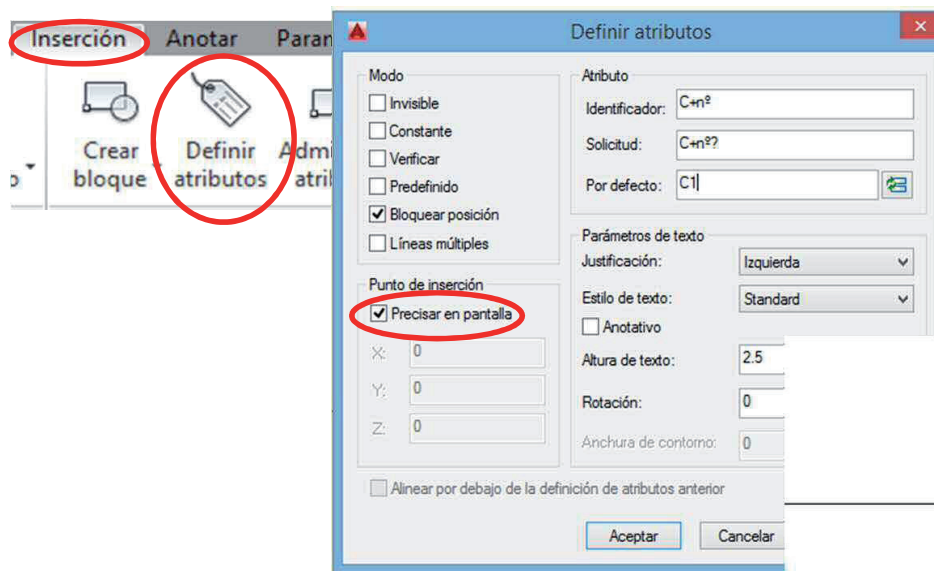 Inserción Anotar Param
Crear bloque
Definir atributos
Admi atrib
Definir atributos
Modo
Invisible
Constante
Verificar
Predefinido
Bloquear posición
Líneas múltiples
Punto de inserción
Precisar en pantalla
X: 0
Y: 0
Z: 0
Atributo
Identificador: C+nº
Solicitud: C+nº?
Por defecto: C1
Parámetros de texto
Justificación: Izquierda
Estilo de texto: Standard
Anotativo
Altura de texto: 2.5
Rotación: 0
Anchura de contorno: 0
Alinear por debajo de la definición de atributos anterior
Aceptar Cancelar